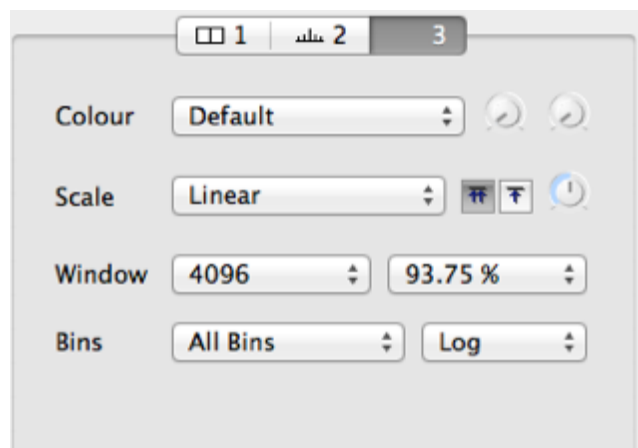 1 2 3
Colour Default
Scale Linear
Window 4096 93.75 %
Bins All Bins Log